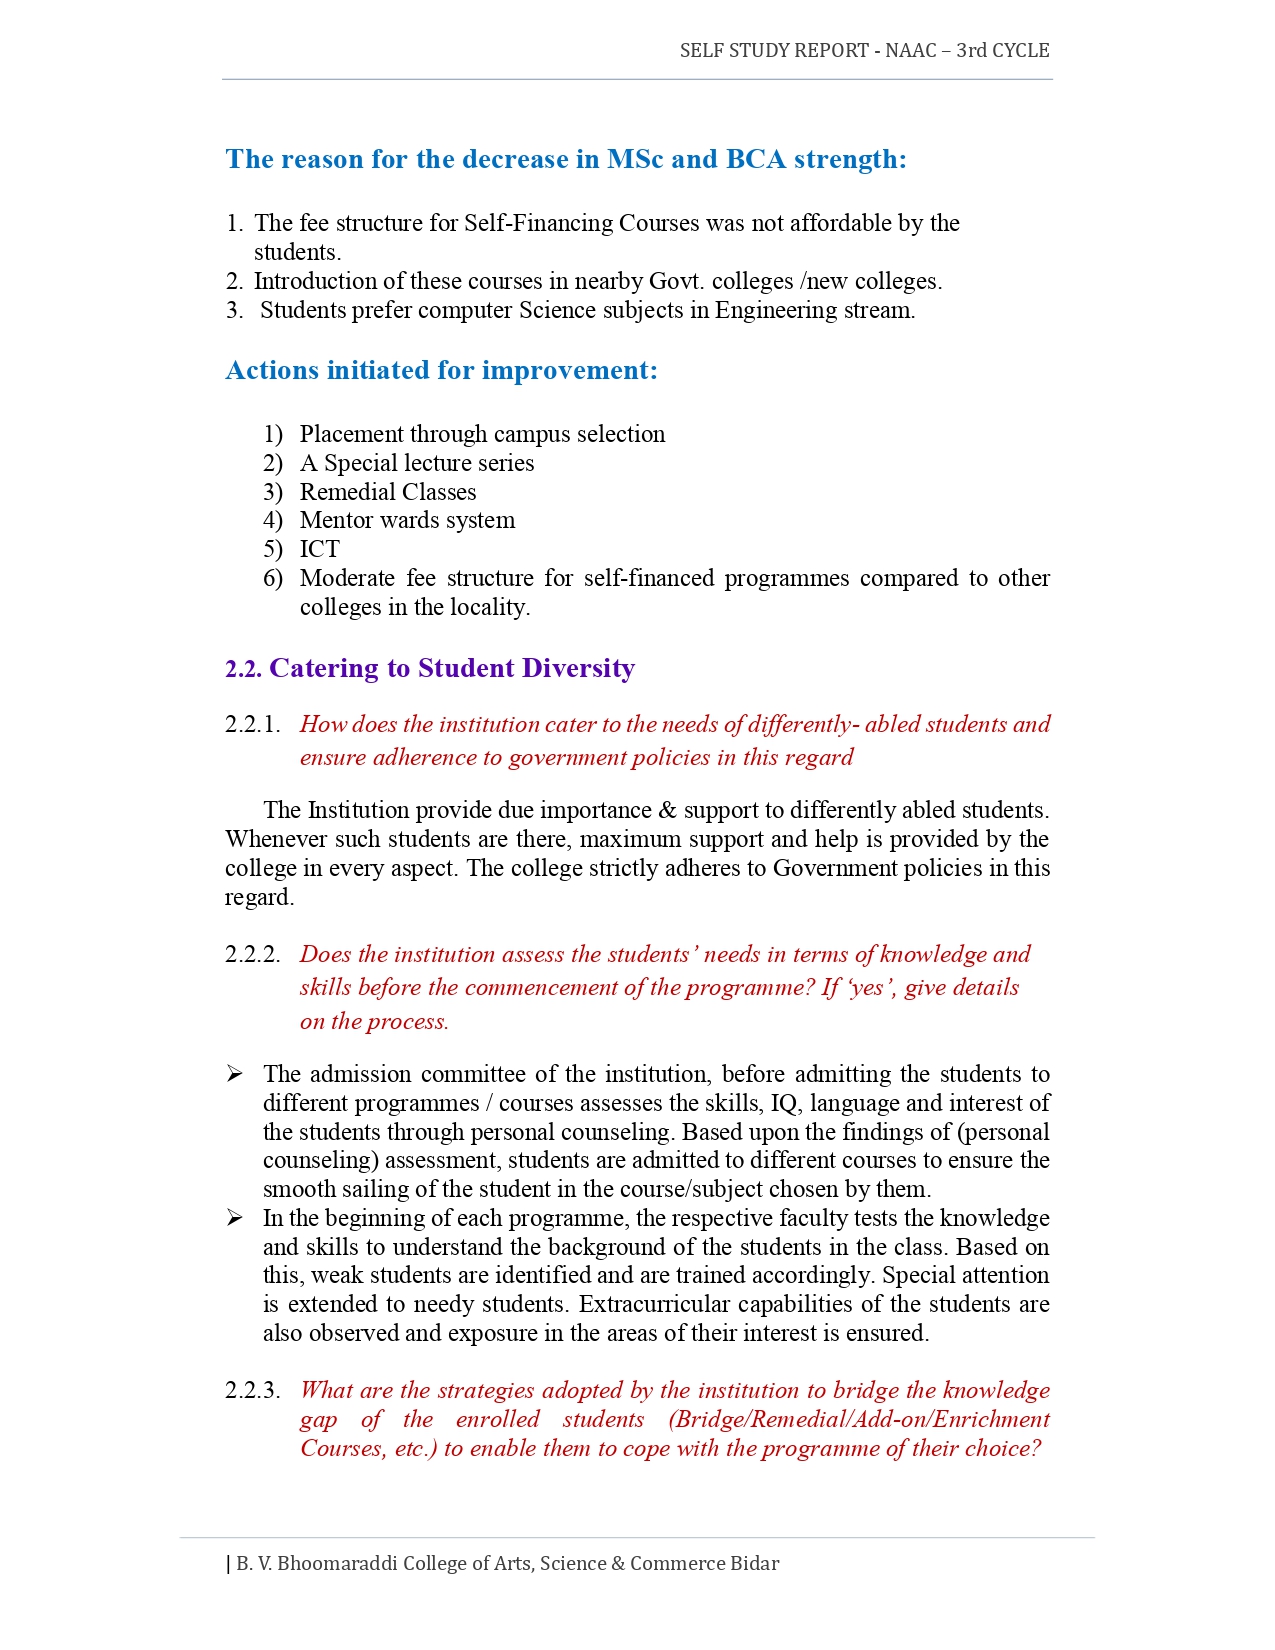 SELF STUDY REPORT - NAAC – 3rd CYCLE
The reason for the decrease in MSc and BCA strength:
1. The fee structure for Self-Financing Courses was not affordable by the
students.
2. Introduction of these courses in nearby Govt. colleges /new colleges.
3. Students prefer computer Science subjects in Engineering stream.
Actions initiated for improvement:
1) Placement through campus selection
2) A Special lecture series
3) Remedial Classes
4) Mentor wards system
5) ICT
6) Moderate fee structure for self-financed programmes compared to other
colleges in the locality.
2.2. Catering to Student Diversity
2.2.1. How does the institution cater to the needs of differently- abled students and
ensure adherence to government policies in this regard
The Institution provide due importance & support to differently abled students.
Whenever such students are there, maximum support and help is provided by the
college in every aspect. The college strictly adheres to Government policies in this
regard.
2.2.2. Does the institution assess the students’ needs in terms of knowledge and
skills before the commencement of the programme? If ‘yes’, give details
on the process.
➢ The admission committee of the institution, before admitting the students to
different programmes / courses assesses the skills, IQ, language and interest of
the students through personal counseling. Based upon the findings of (personal
counseling) assessment, students are admitted to different courses to ensure the
smooth sailing of the student in the course/subject chosen by them.
➢ In the beginning of each programme, the respective faculty tests the knowledge
and skills to understand the background of the students in the class. Based on
this, weak students are identified and are trained accordingly. Special attention
is extended to needy students. Extracurricular capabilities of the students are
also observed and exposure in the areas of their interest is ensured.
2.2.3. What are the strategies adopted by the institution to bridge the knowledge
gap of the enrolled students (Bridge/Remedial/Add-on/Enrichment
Courses, etc.) to enable them to cope with the programme of their choice?
| B. V. Bhoomaraddi College of Arts, Science & Commerce Bidar